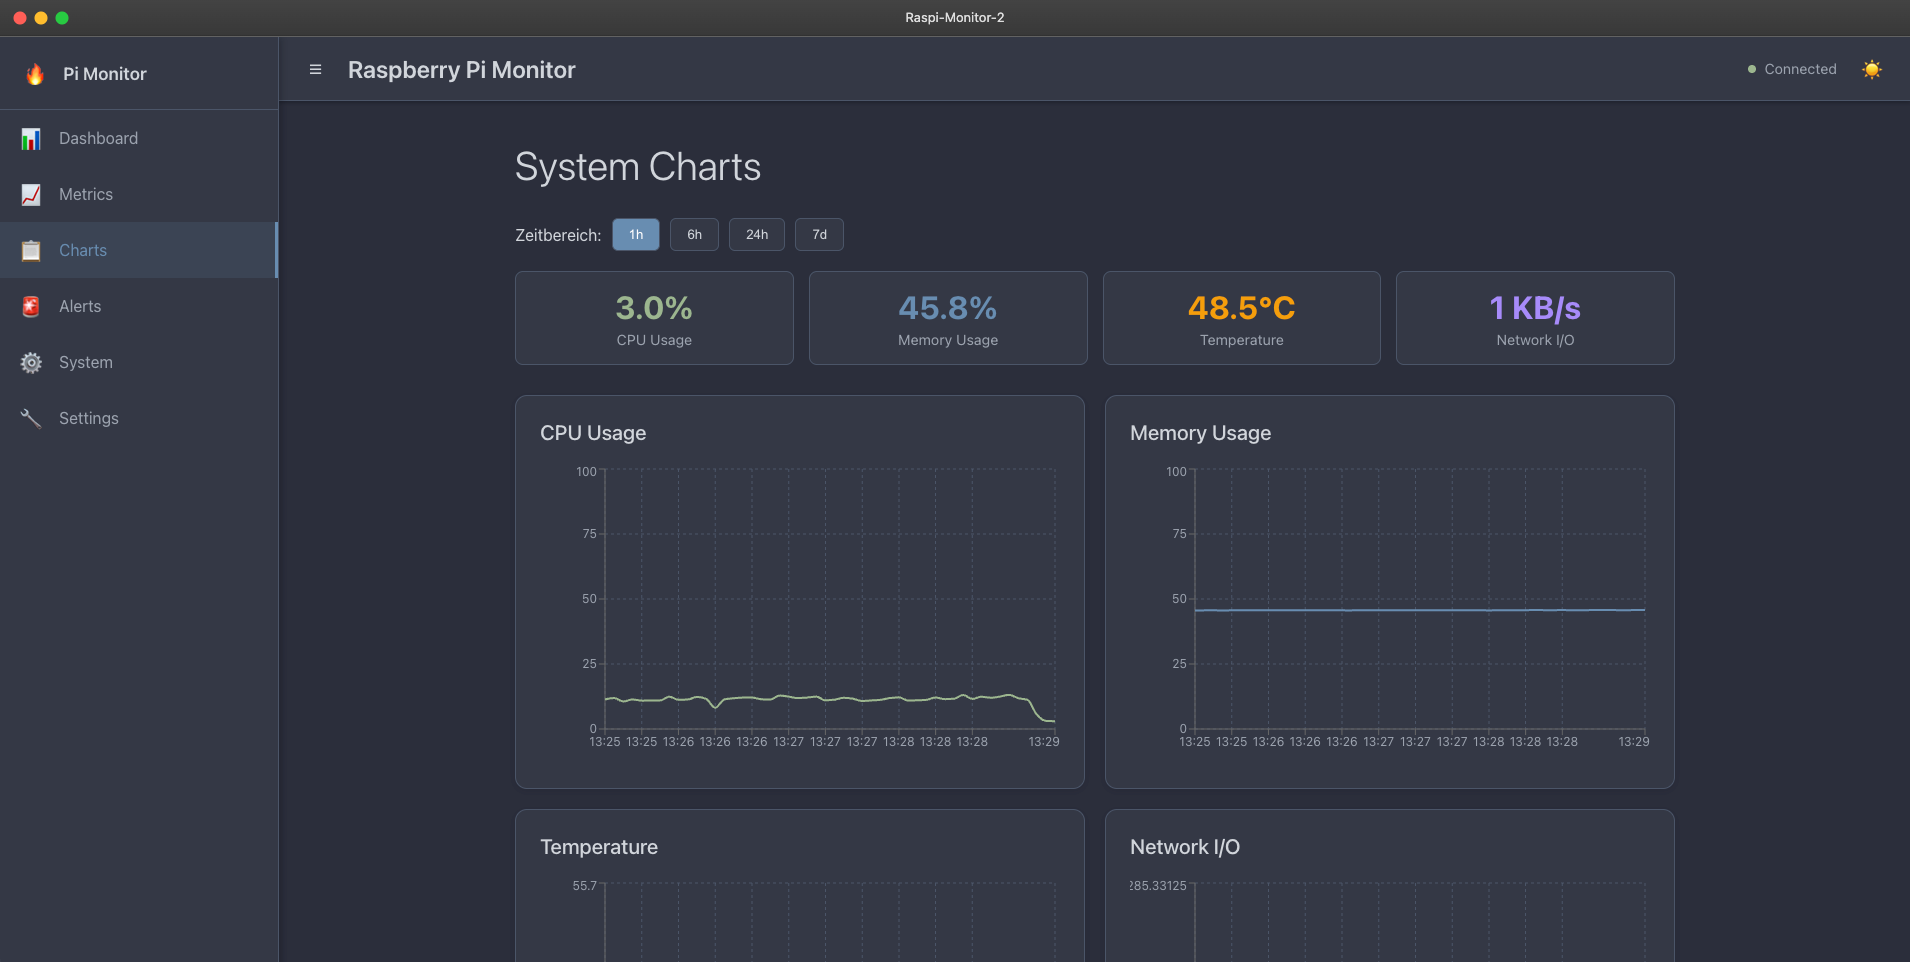 Raspi-Monitor-2
Pi Monitor
Raspberry Pi Monitor
Connected
Dashboard
Metrics
Charts
Alerts
System
Settings
System Charts
Zeitbereich: 1h 6h 24h 7d
3.0%
CPU Usage
45.8%
Memory Usage
48.5°C
Temperature
1 KB/s
Network I/O
CPU Usage
100
75
50
25
0
13:25 13:25 13:26 13:26 13:26 13:27 13:27 13:27 13:28 13:28 13:28 13:29
Memory Usage
100
75
50
25
0
13:25 13:25 13:26 13:26 13:26 13:27 13:27 13:27 13:28 13:28 13:28 13:29
Temperature
55.7
Network I/O
285.33125